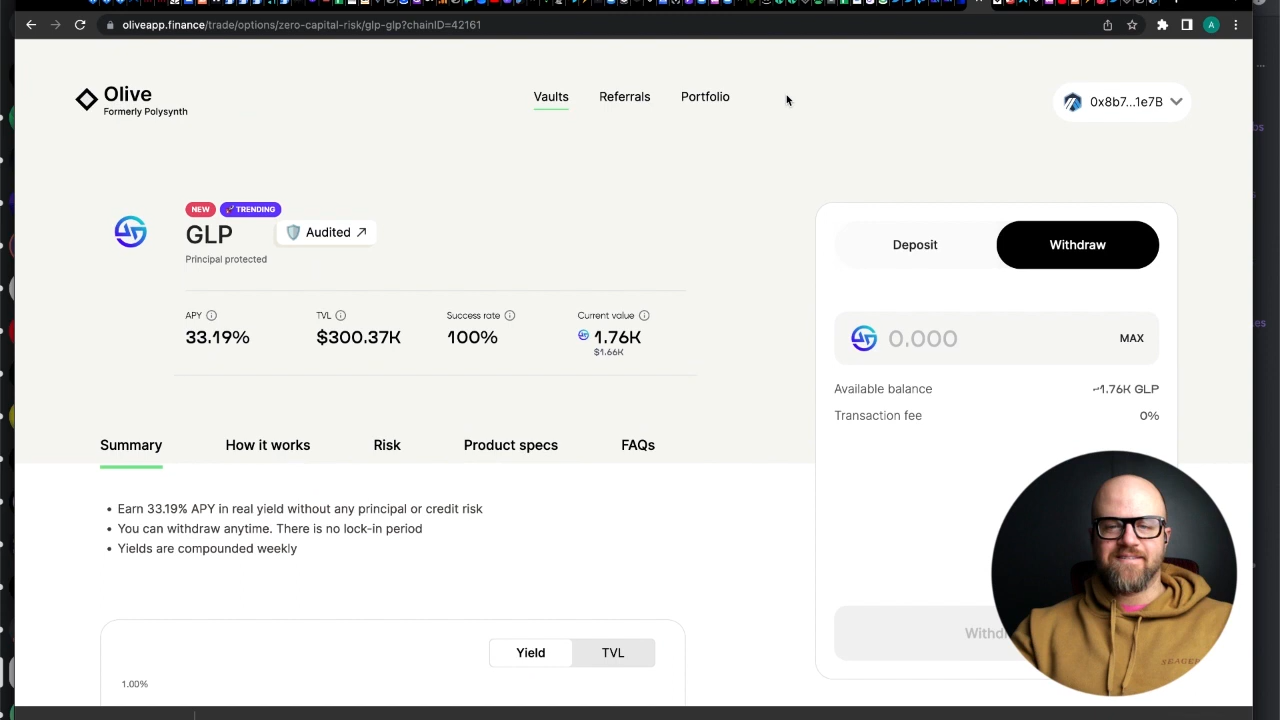 oliveapp.finance/trade/options/zero-capital-risk/glp-glp?chainID=42161
A
Olive
Formerly Polysynth
Vaults
Referrals
Portfolio
0x8b7...1e7B
NEW
TRENDING
GLP
Audited
Principal protected
APY
TVL
Success rate
Current value
33.19%
$300.37K
100%
1.76K
$1.66K
Deposit
Withdraw
0.000
MAX
Available balance
~1.76K GLP
Transaction fee
0%
Summary
How it works
Risk
Product specs
FAQs
• Earn 33.19% APY in real yield without any principal or credit risk
• You can withdraw anytime. There is no lock-in period
• Yields are compounded weekly
Yield
TVL
1.00%